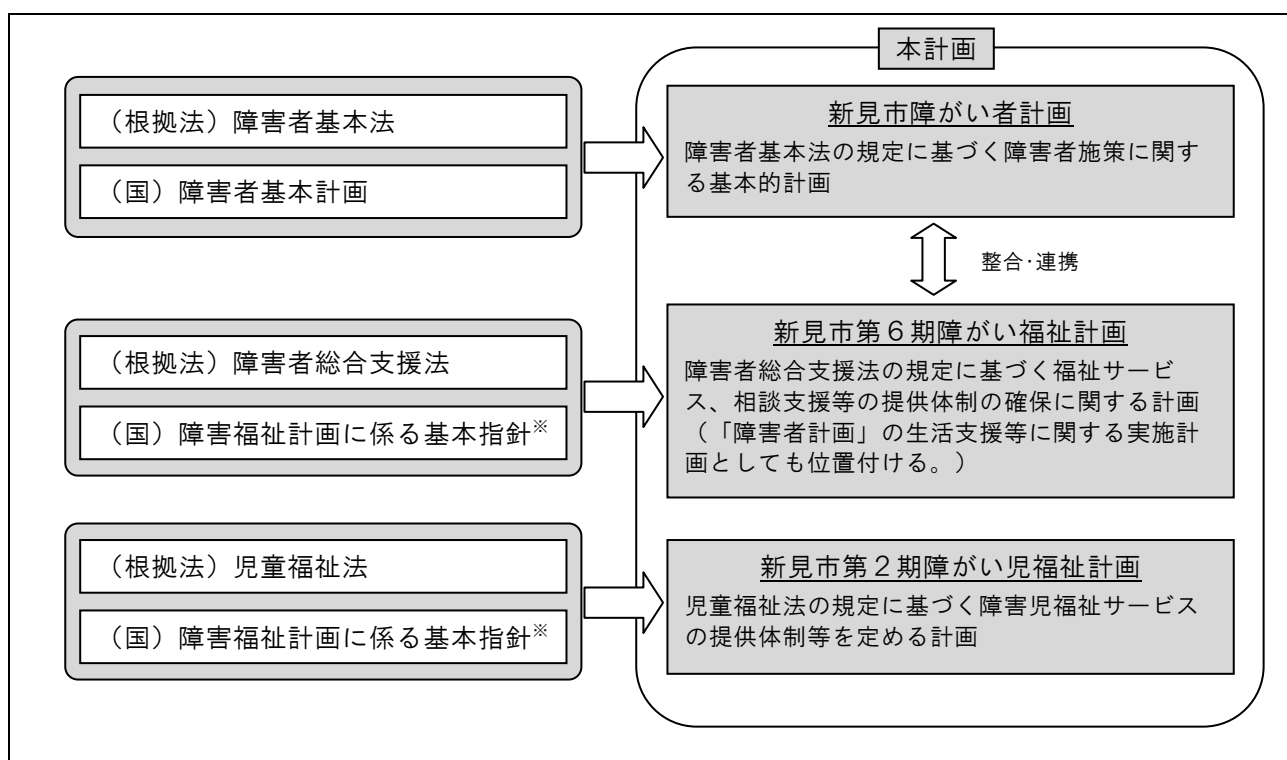 本計画
（根拠法）障害者基本法
（国）障害者基本計画
新見市障がい者計画
障害者基本法の規定に基づく障害者施策に関す
る基本的計画
整合･連携
（根拠法）障害者総合支援法
（国）障害福祉計画に係る基本指針※
新見市第６期障がい福祉計画
障害者総合支援法の規定に基づく福祉サービ
ス、相談支援等の提供体制の確保に関する計画
（「障害者計画」の生活支援等に関する実施計
画としても位置付ける。）
（根拠法）児童福祉法
（国）障害福祉計画に係る基本指針※
新見市第２期障がい児福祉計画
児童福祉法の規定に基づく障害児福祉サービス
の提供体制等を定める計画